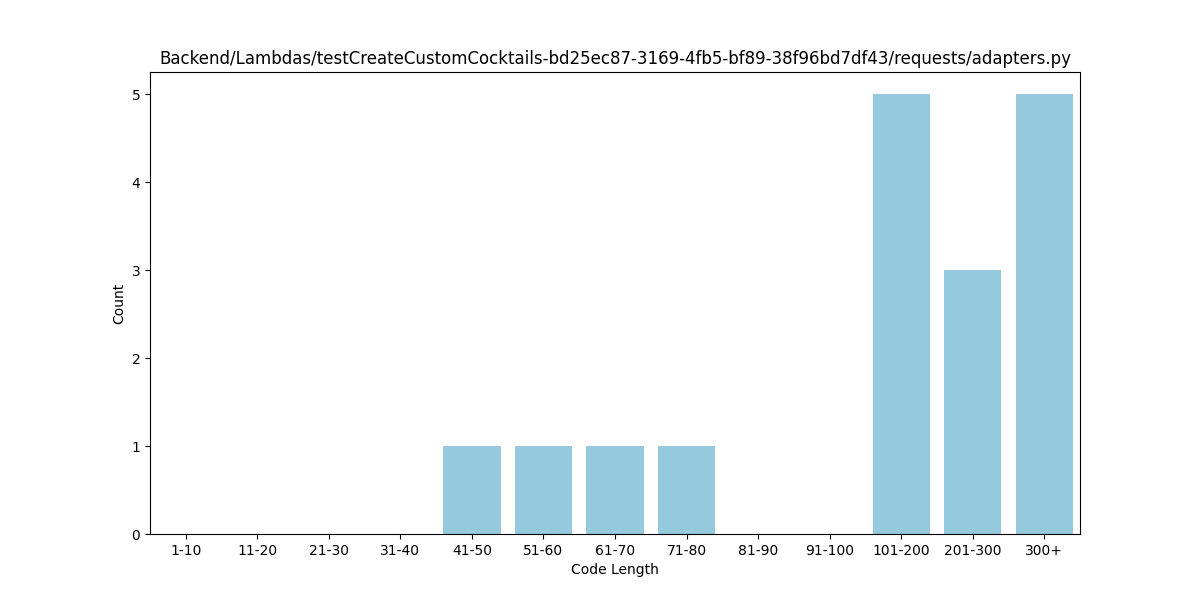 Backend/Lambdas/testCreateCustomCocktails-bd25ec87-3169-4fb5-bf89-38f96bd7df43/requests/adapters.py
5
4
3
2
1
0
Count
1-10 11-20 21-30 31-40 41-50 51-60 61-70 71-80 81-90 91-100 101-200 201-300 300+
Code Length